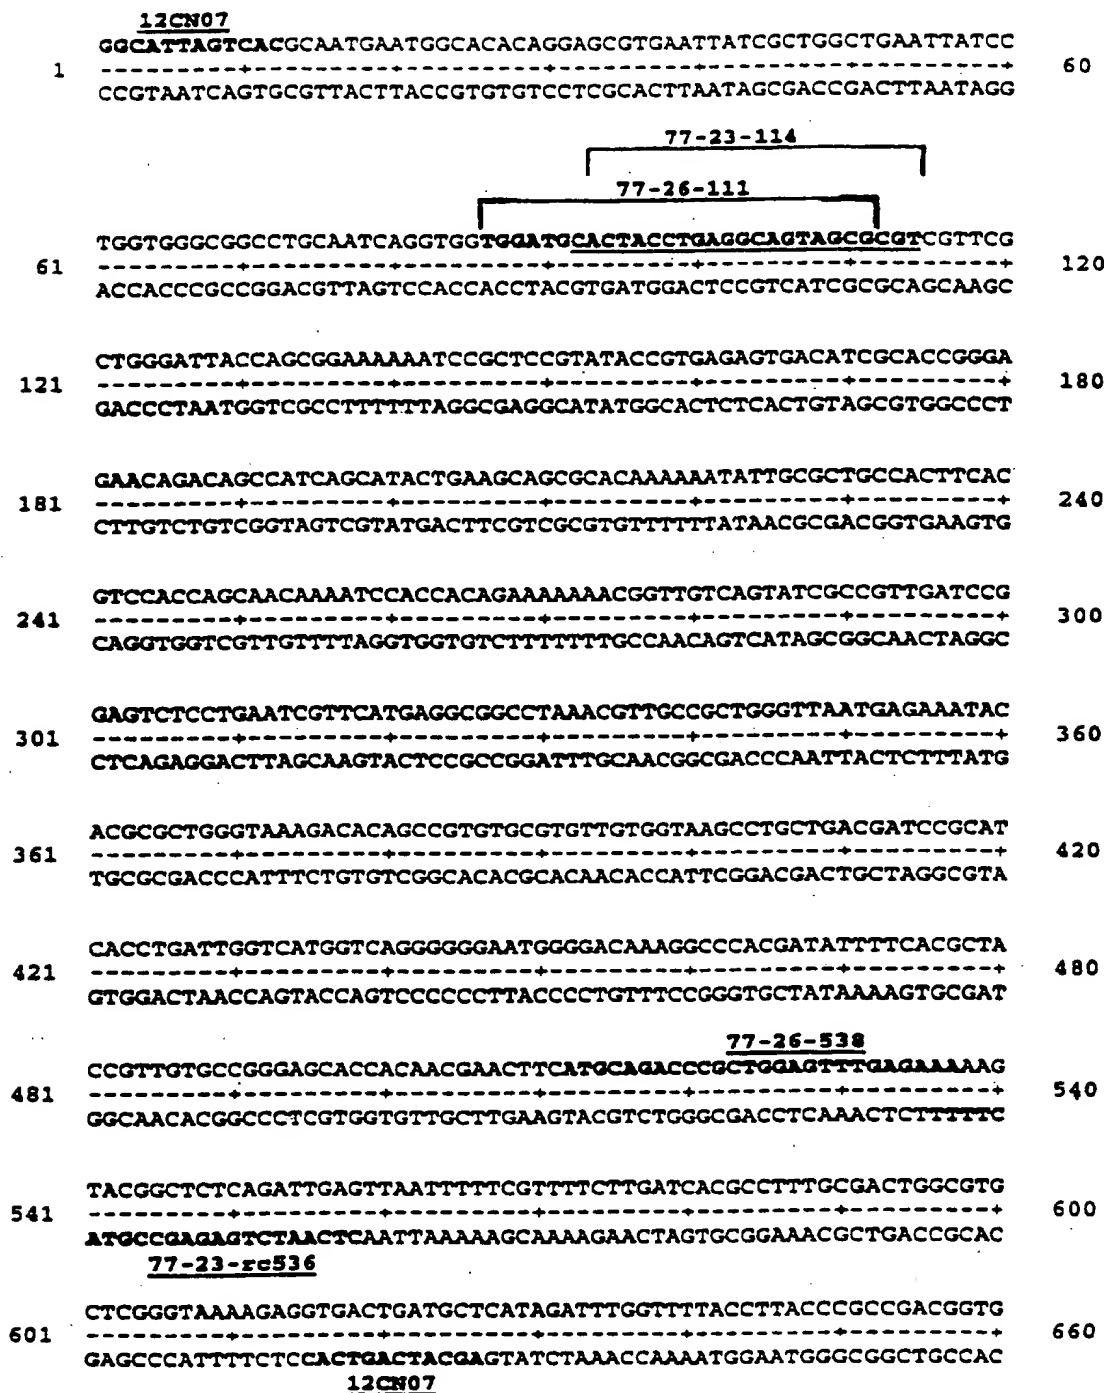 12CN07
GGCATTAGTCACGCAATGAATGGCACACAGGAGCGTGAATTATCGCTGGCTGAATTATCC
1 ---------+---------+---------+---------+---------+---------+ 60
CCGTAATCAGTGCGTTACTTACCGTGTGTCCTCGCACTTAATAGCGACCGACTTAATAGG
77-23-114
77-26-111
TGGTGGGCGGCCTGCAATCAGGTGGTGGATGCACTACCTGAGGCAGTAGCGCGTCGTTCG
61 ---------+---------+---------+---------+---------+---------+ 120
ACCACCCGCCGGACGTTAGTCCACCACCTACGTGATGGACTCCGTCATCGCGCAGCAAGC
CTGGGATTACCAGCGGAAAAAATCCGCTCCGTATACCGTGAGAGTGACATCGCACCGGGA
121 ---------+---------+---------+---------+---------+---------+ 180
GACCCTAATGGTCGCCTTTTTTAGGCGAGGCATATGGCACTCTCACTGTAGCGTGGCCCT
GAACAGACAGCCATCAGCATACTGAAGCAGCGCACAAAAAATATTGCGCTGCCACTTCAC
181 ---------+---------+---------+---------+---------+---------+ 240
CTTGTCTGTCGGTAGTCGTATGACTTCGTCGCGTGTTTTTTATAACGCGACGGTGAAGTG
GTCCACCAGCAACAAAATCCACCACAGAAAAAAACGGTTGTCAGTATCGCCGTTGATCCG
241 ---------+---------+---------+---------+---------+---------+ 300
CAGGTGGTCGTTGTTTTAGGTGGTGTCTTTTTTTGCCAACAGTCATAGCGGCAACTAGGC
GAGTCTCCTGAATCGTTCATGAGGCGGCCTAAACGTTGCCGCTGGGTTAATGAGAAATAC
301 ---------+---------+---------+---------+---------+---------+ 360
CTCAGAGGACTTAGCAAGTACTCCGCCGGATTTGCAACGGCGACCCAATTACTCTTTATG
ACGCGCTGGGTAAAGACACAGCCGTGTGCGTGTTGTGGTAAGCCTGCTGACGATCCGCAT
361 ---------+---------+---------+---------+---------+---------+ 420
TGCGCGACCCATTTCTGTGTCGGCACACGCACAACACCATTCGGACGACTGCTAGGCGTA
CACCTGATTGGTCATGGTCAGGGGGGAATGGGGACAAAGGCCCACGATATTTTCACGCTA
421 ---------+---------+---------+---------+---------+---------+ 480
GTGGACTAACCAGTACCAGTCCCCCCTTACCCCTGTTTCCGGGTGCTATAAAAGTGCGAT
77-26-538
CCGTTGTGCCGGGAGCACCACAACGAACTTCATGCAGACCCGCTGGAGTTTGAGAAAAAG
481 ---------+---------+---------+---------+---------+---------+ 540
GGCAACACGGCCCTCGTGGTGTTGCTTGAAGTACGTCTGGGCGACCTCAAACTCTTTTTC
TACGGCTCTCAGATTGAGTTAATTTTTCGTTTTCTTGATCACGCCTTTGCGACTGGCGTG
541 ---------+---------+---------+---------+---------+---------+ 600
ATGCCGAGAGTCTAACTCAATTAAAAAGCAAAAGAACTAGTGCGGAAACGCTGACCGCAC
77-23-rc536
CTCGGGTAAAAGAGGTGACTGATGCTCATAGATTTGGTTTTACCTTACCCGCCGACGGTG
601 ---------+---------+---------+---------+---------+---------+ 660
GAGCCCATTTTCTCCACTGACTACGAGTATCTAAACCAAAATGGAATGGGCGGCTGCCAC
12CN07